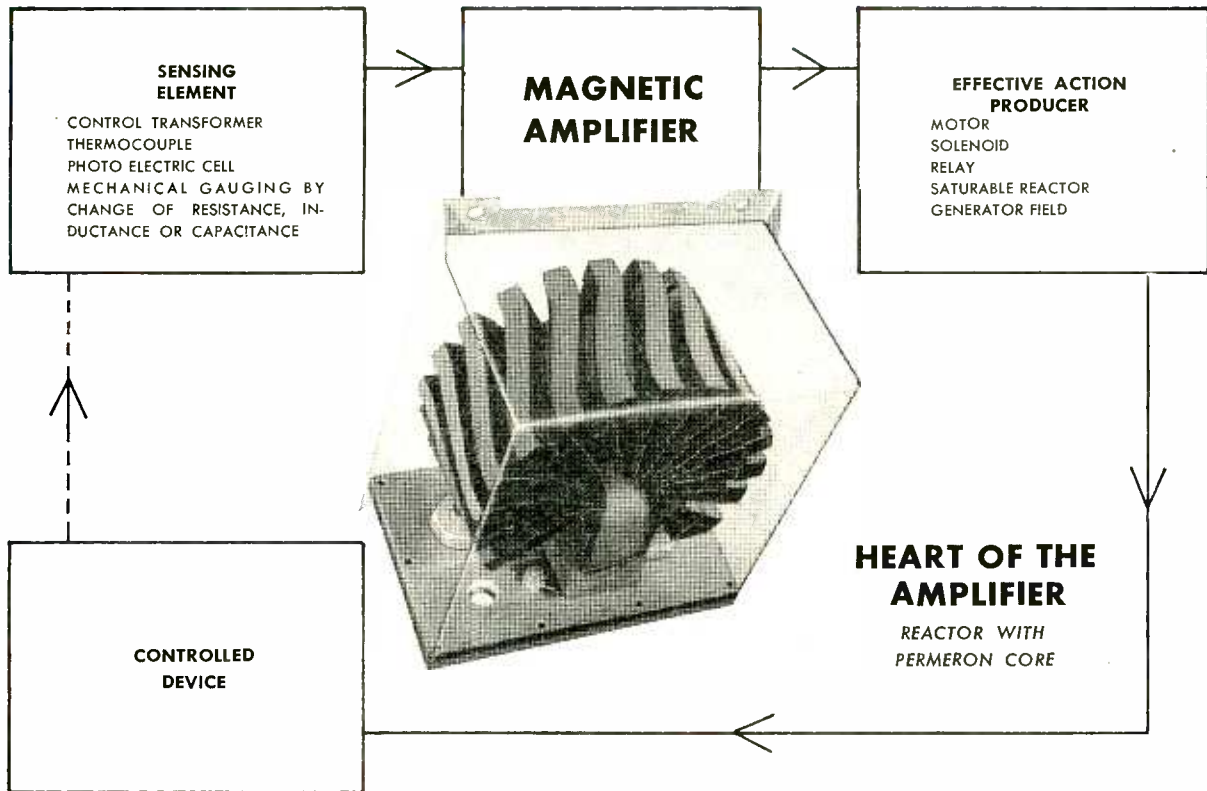 SENSING
ELEMENT
CONTROL TRANSFORMER
THERMOCOUPLE
PHOTO ELECTRIC CELL
MECHANICAL GAUGING BY
CHANGE OF RESISTANCE, IN-
DUCTANCE OR CAPACITANCE
MAGNETIC
AMPLIFIER
EFFECTIVE ACTION
PRODUCER
MOTOR
SOLENOID
RELAY
SATURABLE REACTOR
GENERATOR FIELD
HEART OF THE
AMPLIFIER
REACTOR WITH
PERMERON CORE
CONTROLLED
DEVICE